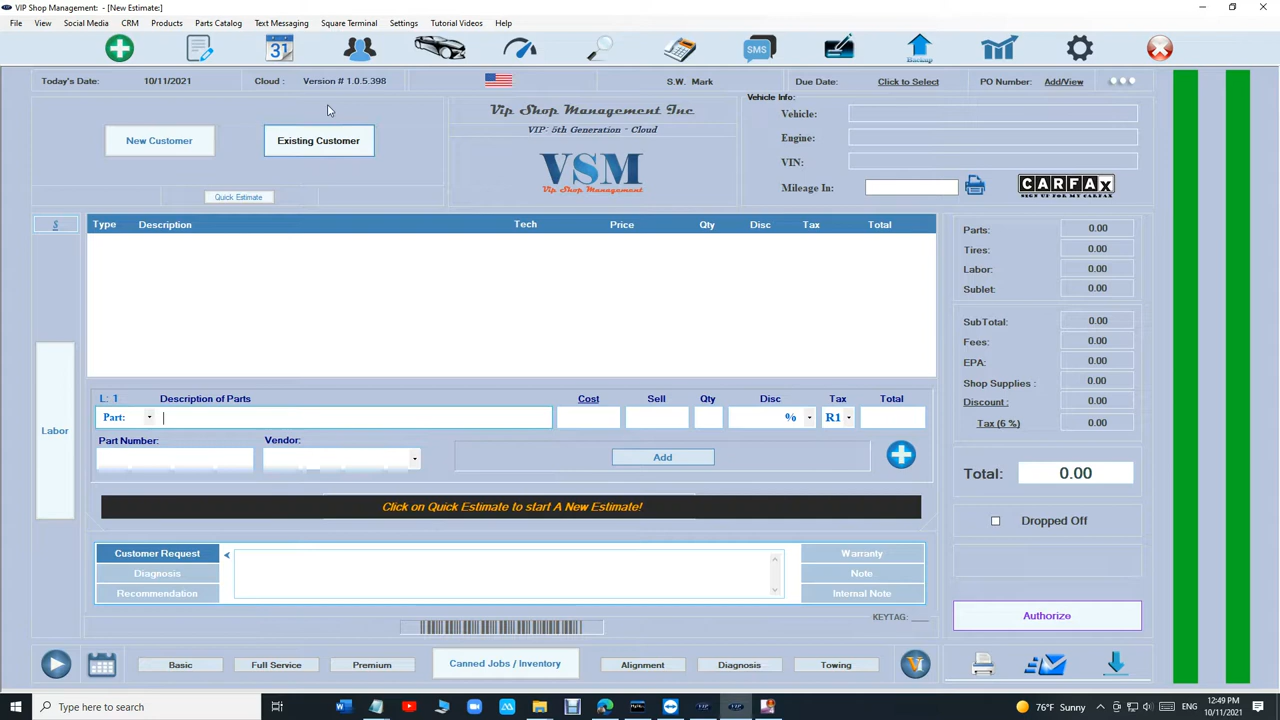 VIP Shop Management: - [New Estimate:]
File View Social Media CRM Products Parts Catalog Text Messaging Square Terminal Settings Tutorial Videos Help
31 SMS Backup
Today's Date: 10/11/2021 Cloud : Version # 1.0.5.398 S.W. Mark Due Date: Click to Select PO Number: Add/View
Vehicle Info:
Vip Shop Management Inc
VIP: 5th Generation - Cloud
VSM
Vip Shop Management
New Customer Existing Customer
Quick Estimate
Vehicle:
Engine:
VIN:
Mileage In:
CARFAX
SIGN UP FOR MY CARFAX
$ Type Description Tech Price Qty Disc Tax Total
Labor
L: 1 Description of Parts Cost Sell Qty Disc Tax Total
Part: % R1
Part Number: Vendor:
Add
Click on Quick Estimate to start A New Estimate!
Customer Request < Warranty
Diagnosis Note
Recommendation Internal Note
KEYTAG: ___
Parts: 0.00
Tires: 0.00
Labor: 0.00
Sublet: 0.00
SubTotal: 0.00
Fees: 0.00
EPA: 0.00
Shop Supplies : 0.00
Discount : 0.00
Tax (6 %) 0.00
Total: 0.00
Dropped Off
Authorize
Basic Full Service Premium Canned Jobs / Inventory Alignment Diagnosis Towing
Type here to search
76°F Sunny
12:49 PM
10/11/2021